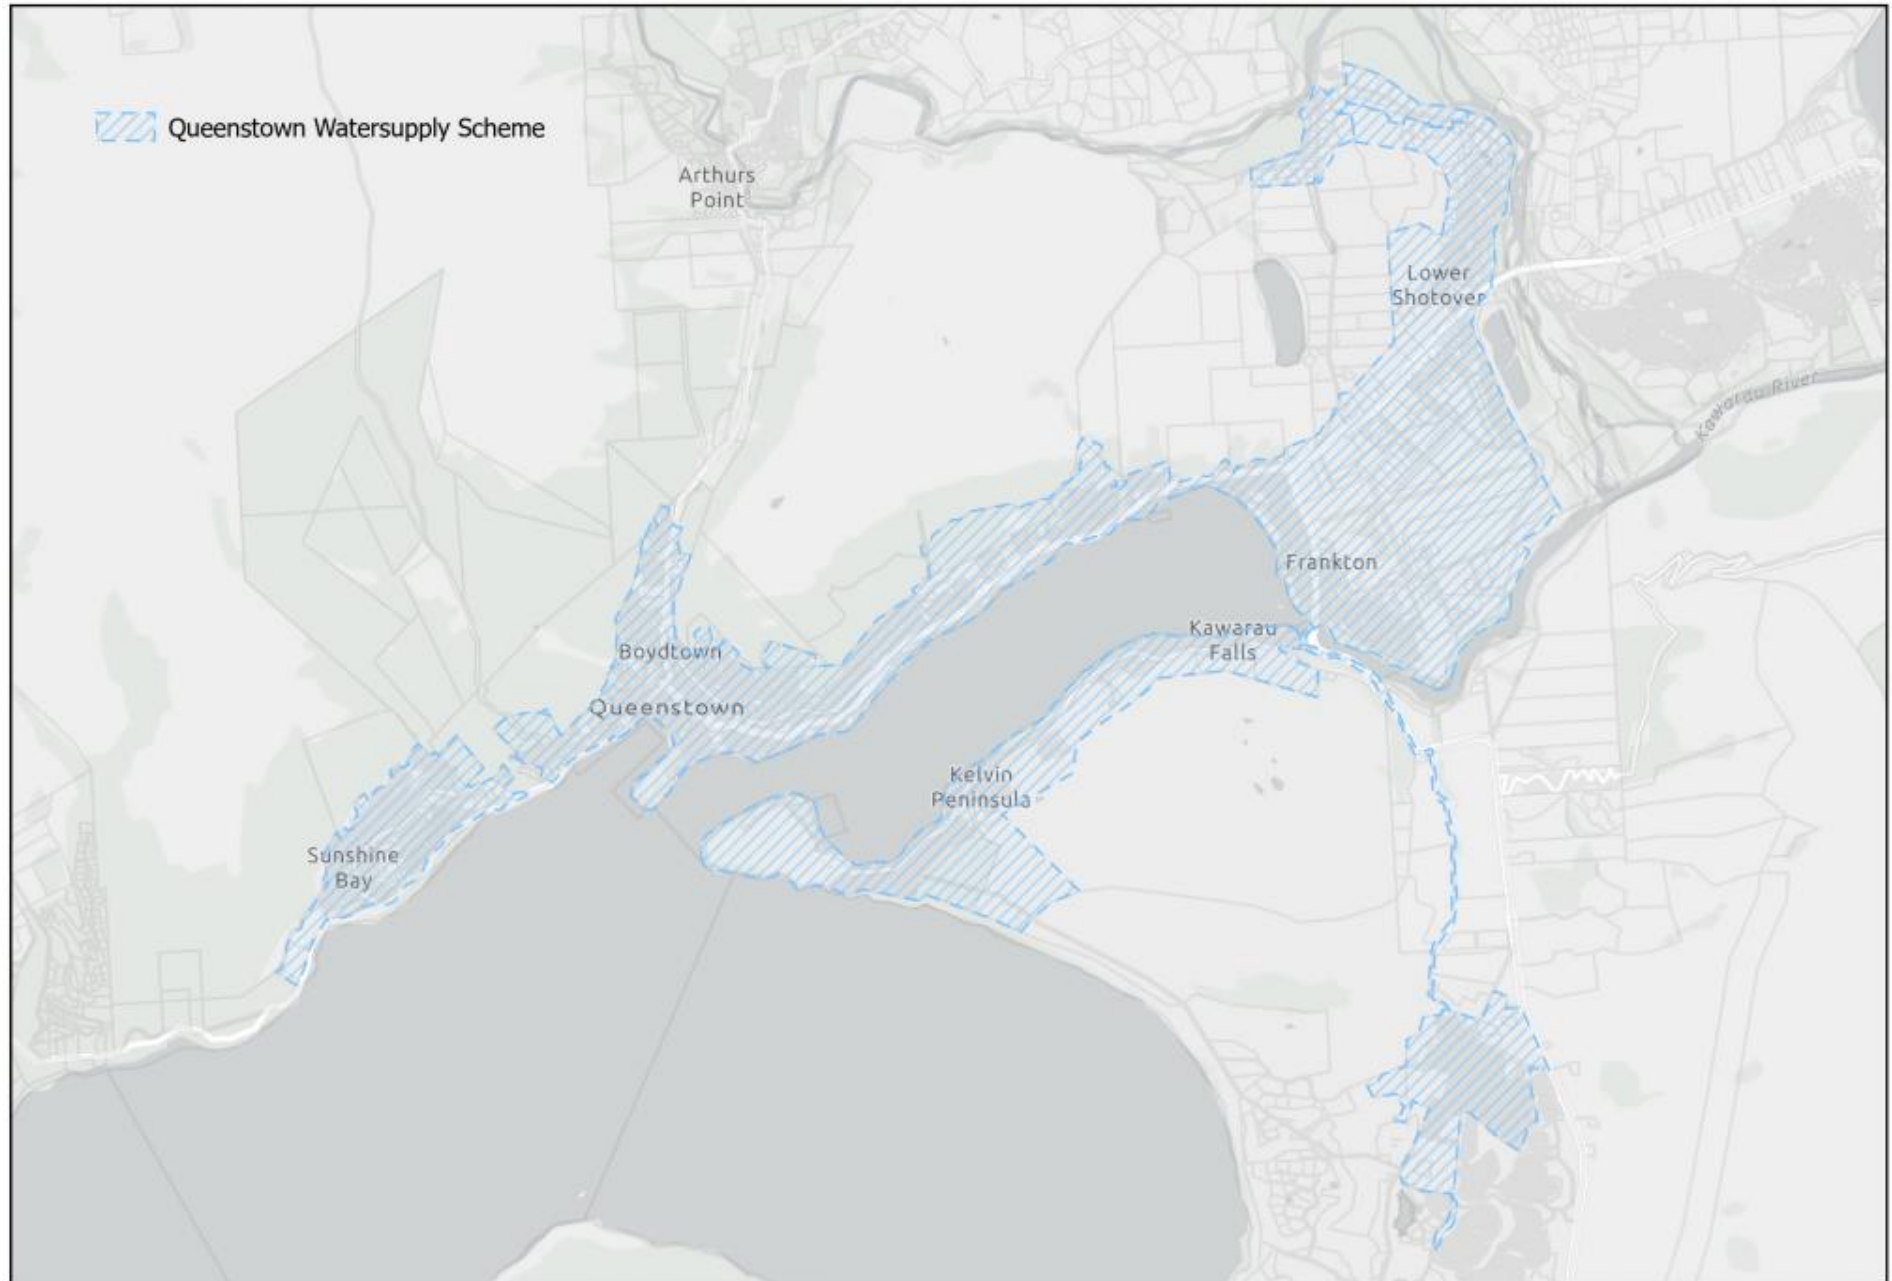 Queenstown Watersupply Scheme
Arthurs
Point
Lower
Shotover
Kawarau River
Frankton
Kawarau
Falls
Boydtown
Queenstown
Kelvin
Peninsula
Sunshine
Bay